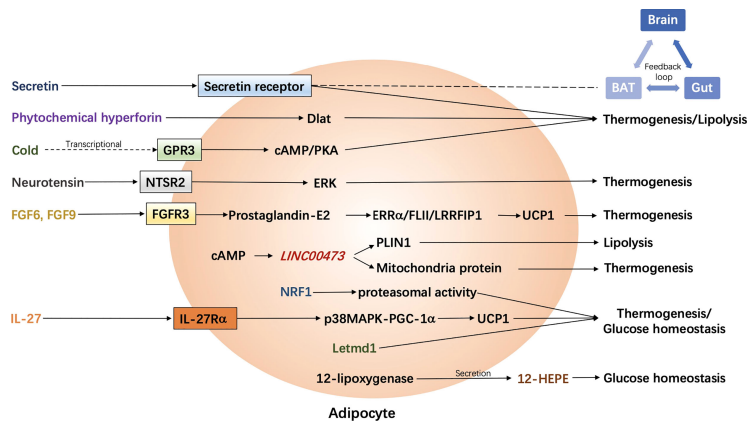 Brain
Feedback
loop
BAT
Gut
Secretin
Secretin receptor
Phytochemical hyperforin
Dlat
Thermogenesis/Lipolysis
Cold
Transcriptional
GPR3
cAMP/PKA
Neurotensin
NTSR2
ERK
Thermogenesis
FGF6, FGF9
FGFR3
Prostaglandin-E2
ERRα/FLII/LRRFIP1
UCP1
Thermogenesis
cAMP
LINC00473
PLIN1
Lipolysis
Mitochondria protein
Thermogenesis
NRF1
proteasomal activity
IL-27
IL-27Rα
p38MAPK-PGC-1α
UCP1
Thermogenesis/
Glucose homeostasis
Letmd1
12-lipoxygenase
Secretion
12-HEPE
Glucose homeostasis
Adipocyte